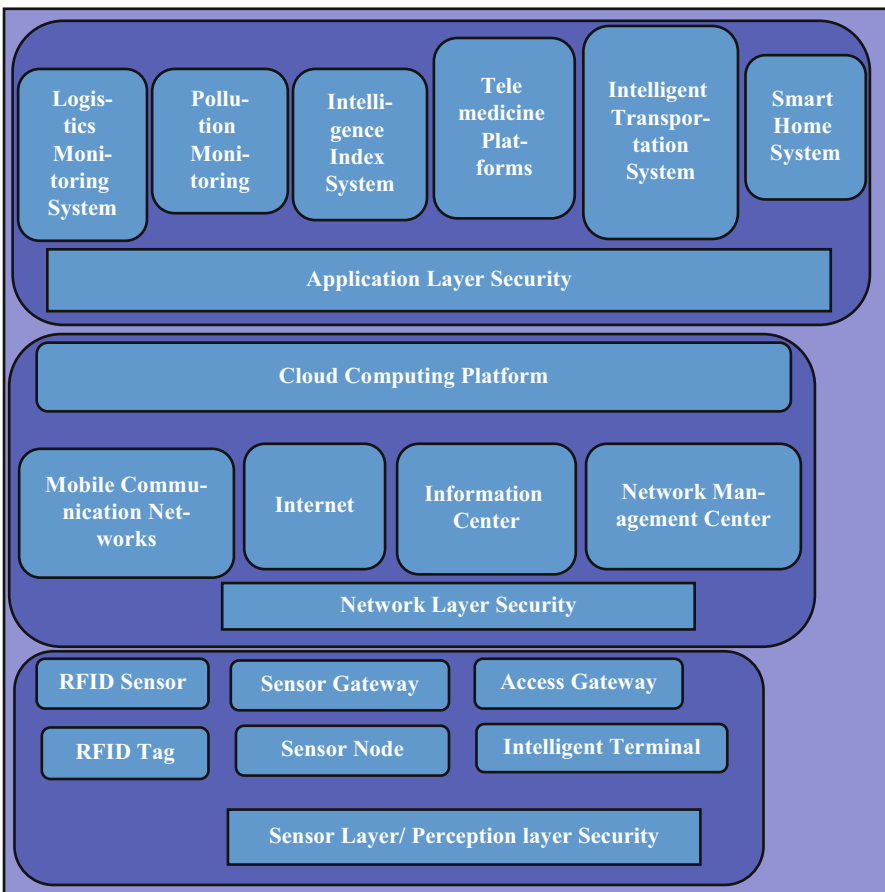 Logis-
tics
Moni-
toring
System
Pollu-
tion
Moni-
toring
Intelli-
gence
Index
System
Tele
medicine
Plat-
forms
Intelligent
Transpor-
tation
System
Smart
Home
System
Application Layer Security
Cloud Computing Platform
Mobile Commu-
nication Net-
works
Internet
Information
Center
Network Man-
agement Center
Network Layer Security
RFID Sensor
Sensor Gateway
Access Gateway
RFID Tag
Sensor Node
Intelligent Terminal
Sensor Layer/ Perception layer Security